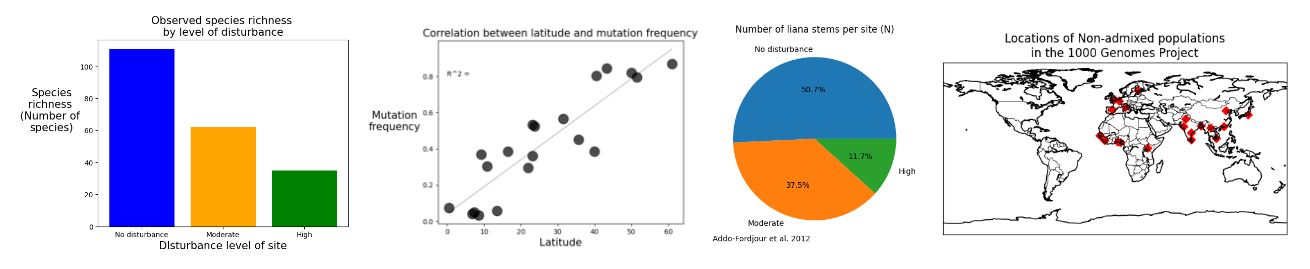 Observed species richness
by level of disturbance
Species
richness
(Number of
species)
100
80
60
40
20
0
No disturbance
Moderate
High
DIsturbance level of site
Correlation between latitude and mutation frequency
R^2 =
Mutation
frequency
0.8
0.6
0.4
0.2
0.0
0
10
20
30
40
50
60
Latitude
Number of liana stems per site (N)
No disturbance
50.7%
11.7%
High
37.5%
Moderate
Addo-Fordjour et al. 2012
Locations of Non-admixed populations
in the 1000 Genomes Project